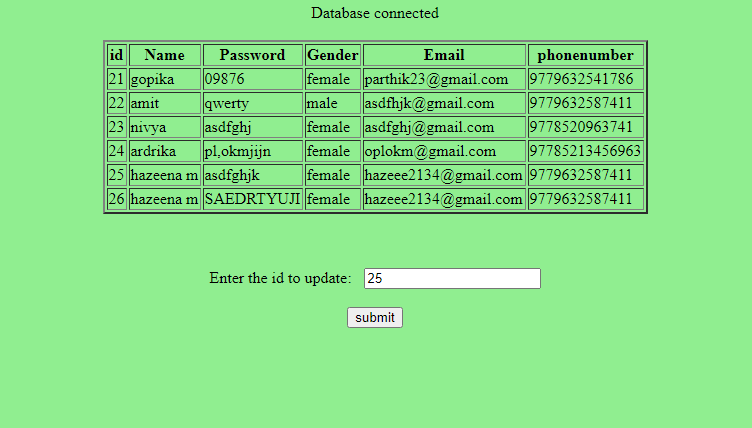 Database connected
id Name Password Gender Email phonenumber
21 gopika 09876 female parthik23@gmail.com 9779632541786
22 amit qwerty male asdfhjk@gmail.com 9779632587411
23 nivya asdfghj female asdfghj@gmail.com 9778520963741
24 ardrika pl,okmjijn female oplokm@gmail.com 97785213456963
25 hazeena m asdfghjk female hazeee2134@gmail.com 9779632587411
26 hazeena m SAEDRTYUJI female hazeee2134@gmail.com 9779632587411
Enter the id to update: 25
submit